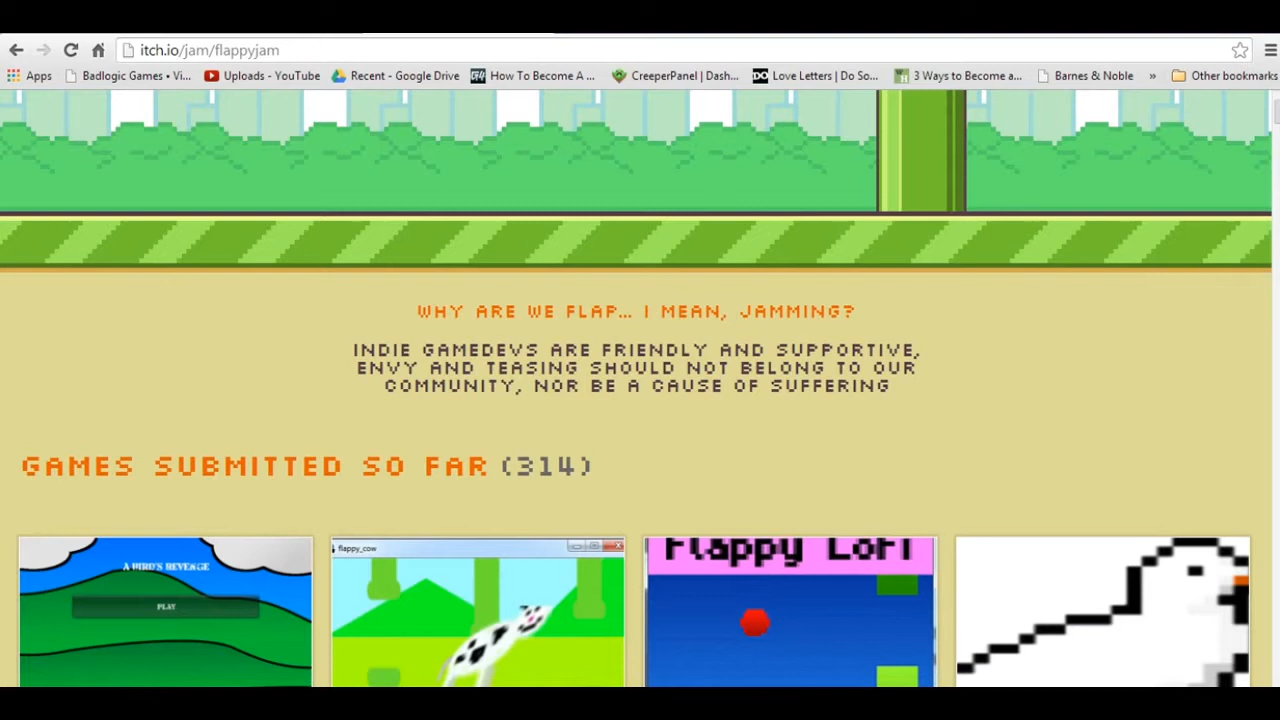 itch.io/jam/flappyjam
Apps Badlogic Games • Vi... Uploads - YouTube Recent - Google Drive How To Become A ... CreeperPanel | Dash... Love Letters | Do So... 3 Ways to Become a... Barnes & Noble » Other bookmarks
WHY ARE WE FLAP... I MEAN, JAMMING?
INDIE GAMEDEVS ARE FRIENDLY AND SUPPORTIVE,
ENVY AND TEASING SHOULD NOT BELONG TO OUR
COMMUNITY, NOR BE A CAUSE OF SUFFERING
GAMES SUBMITTED SO FAR (314)
A BIRD'S REVENGE
PLAY
flappy_cow
Flappy LoFi